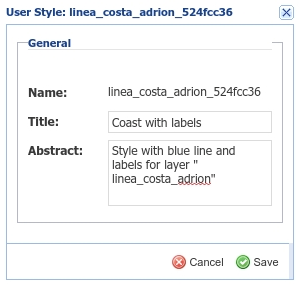 User Style: linea_costa_adrion_524fcc36
General
Name: linea_costa_adrion_524fcc36
Title: Coast with labels
Abstract: Style with blue line and
labels for layer "
linea_costa_adrion"
Cancel Save